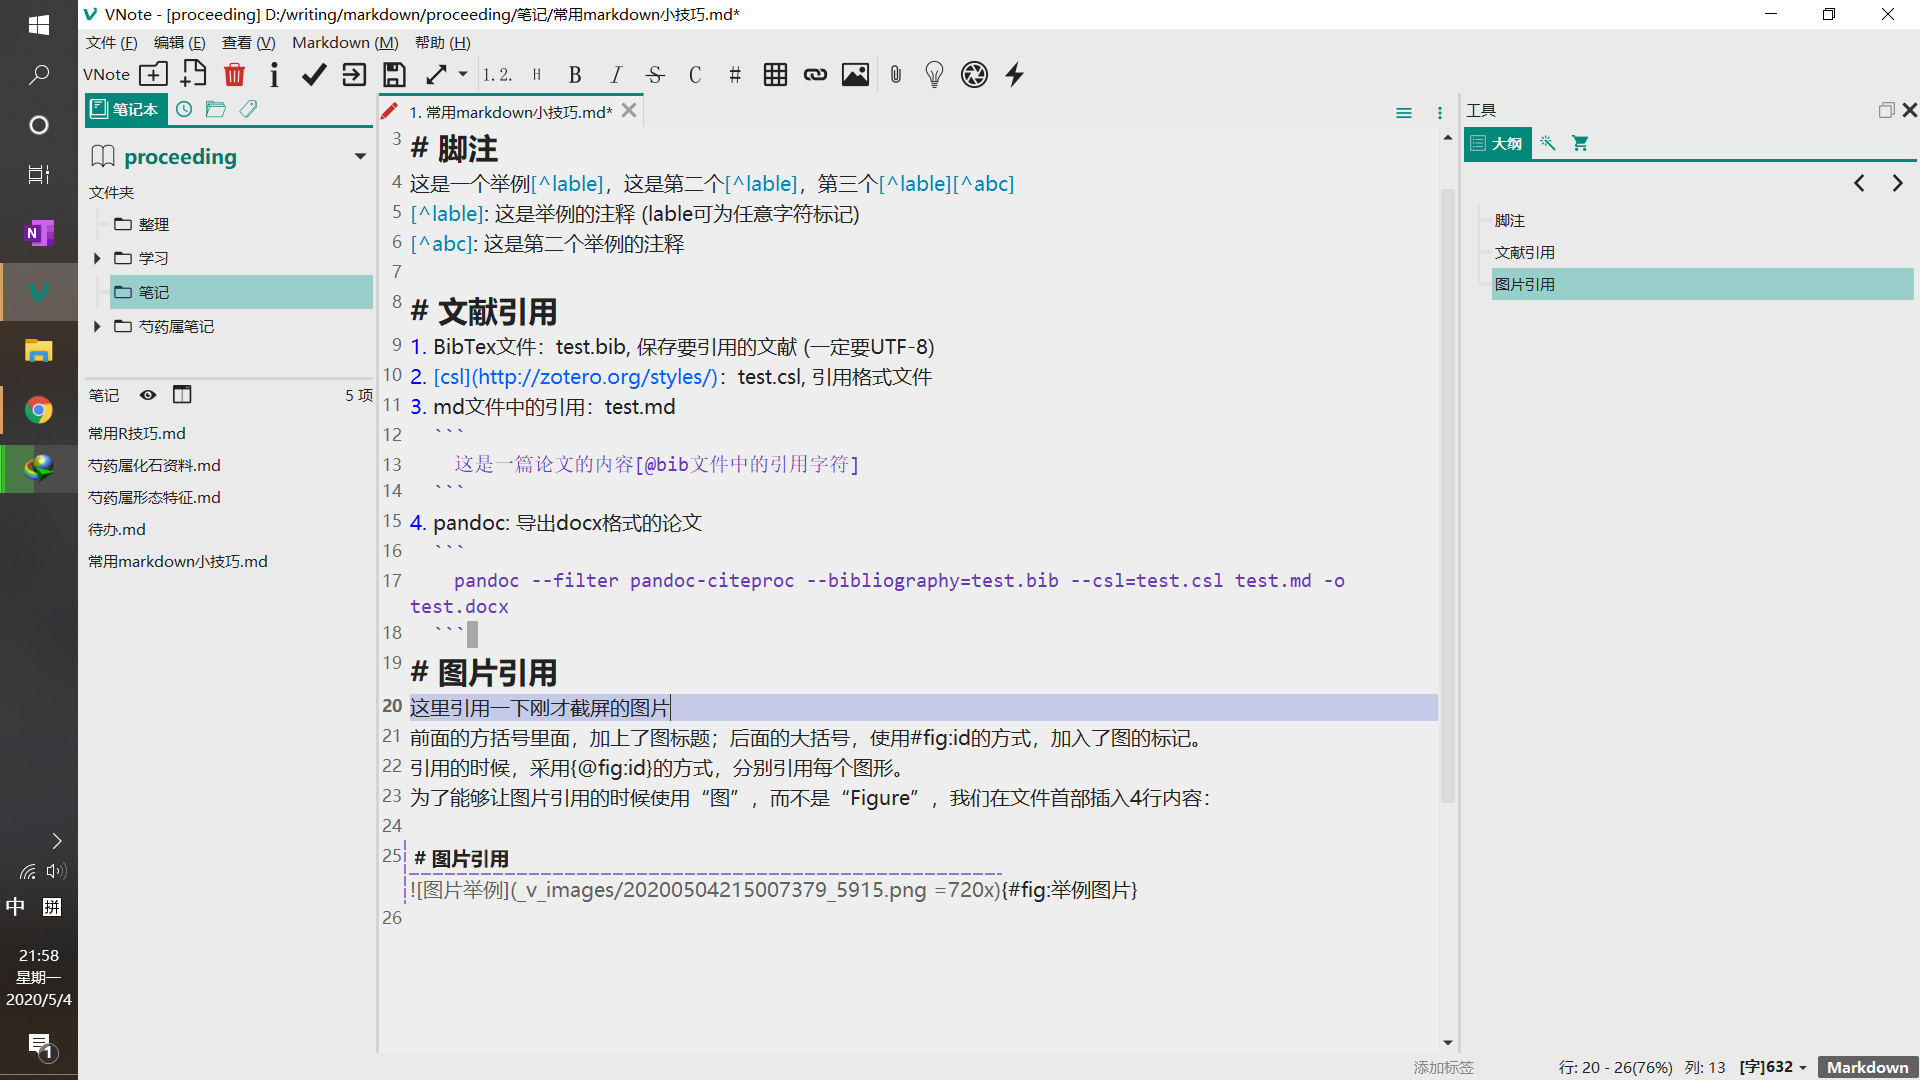 VNote - [proceeding] D:/writing/markdown/proceeding/笔记/常用markdown小技巧.md*
文件 (F) 编辑 (E) 查看 (V) Markdown (M) 帮助 (H)
VNote
1. 2. H B I S C #
笔记本
proceeding
文件夹
整理
学习
笔记
芍药属笔记
笔记 5 项
常用R技巧.md
芍药属化石资料.md
芍药属形态特征.md
待办.md
常用markdown小技巧.md
1. 常用markdown小技巧.md*
3 # 脚注
4 这是一个举例[^lable]，这是第二个[^lable]，第三个[^lable][^abc]
5 [^lable]: 这是举例的注释 (lable可为任意字符标记)
6 [^abc]: 这是第二个举例的注释
7
8 # 文献引用
9 1. BibTex文件：test.bib, 保存要引用的文献 (一定要UTF-8)
10 2. [csl](http://zotero.org/styles/)：test.csl, 引用格式文件
11 3. md文件中的引用：test.md
12 ```
13 这是一篇论文的内容[@bib文件中的引用字符]
14 ```
15 4. pandoc: 导出docx格式的论文
16 ```
17 pandoc --filter pandoc-citeproc --bibliography=test.bib --csl=test.csl test.md -o
test.docx
18 ```
19 # 图片引用
20 这里引用一下刚才截屏的图片
21 前面的方括号里面，加上了图标题；后面的大括号，使用#fig:id的方式，加入了图的标记。
22 引用的时候，采用{@fig:id}的方式，分别引用每个图形。
23 为了能够让图片引用的时候使用“图”，而不是“Figure”，我们在文件首部插入4行内容：
24
25 # 图片引用
![图片举例](_v_images/20200504215007379_5915.png =720x){#fig:举例图片}
26
工具
大纲
脚注
文献引用
图片引用
中 拼
21:58
星期一
2020/5/4
1
添加标签 行: 20 - 26(76%) 列: 13 [字]632 Markdown